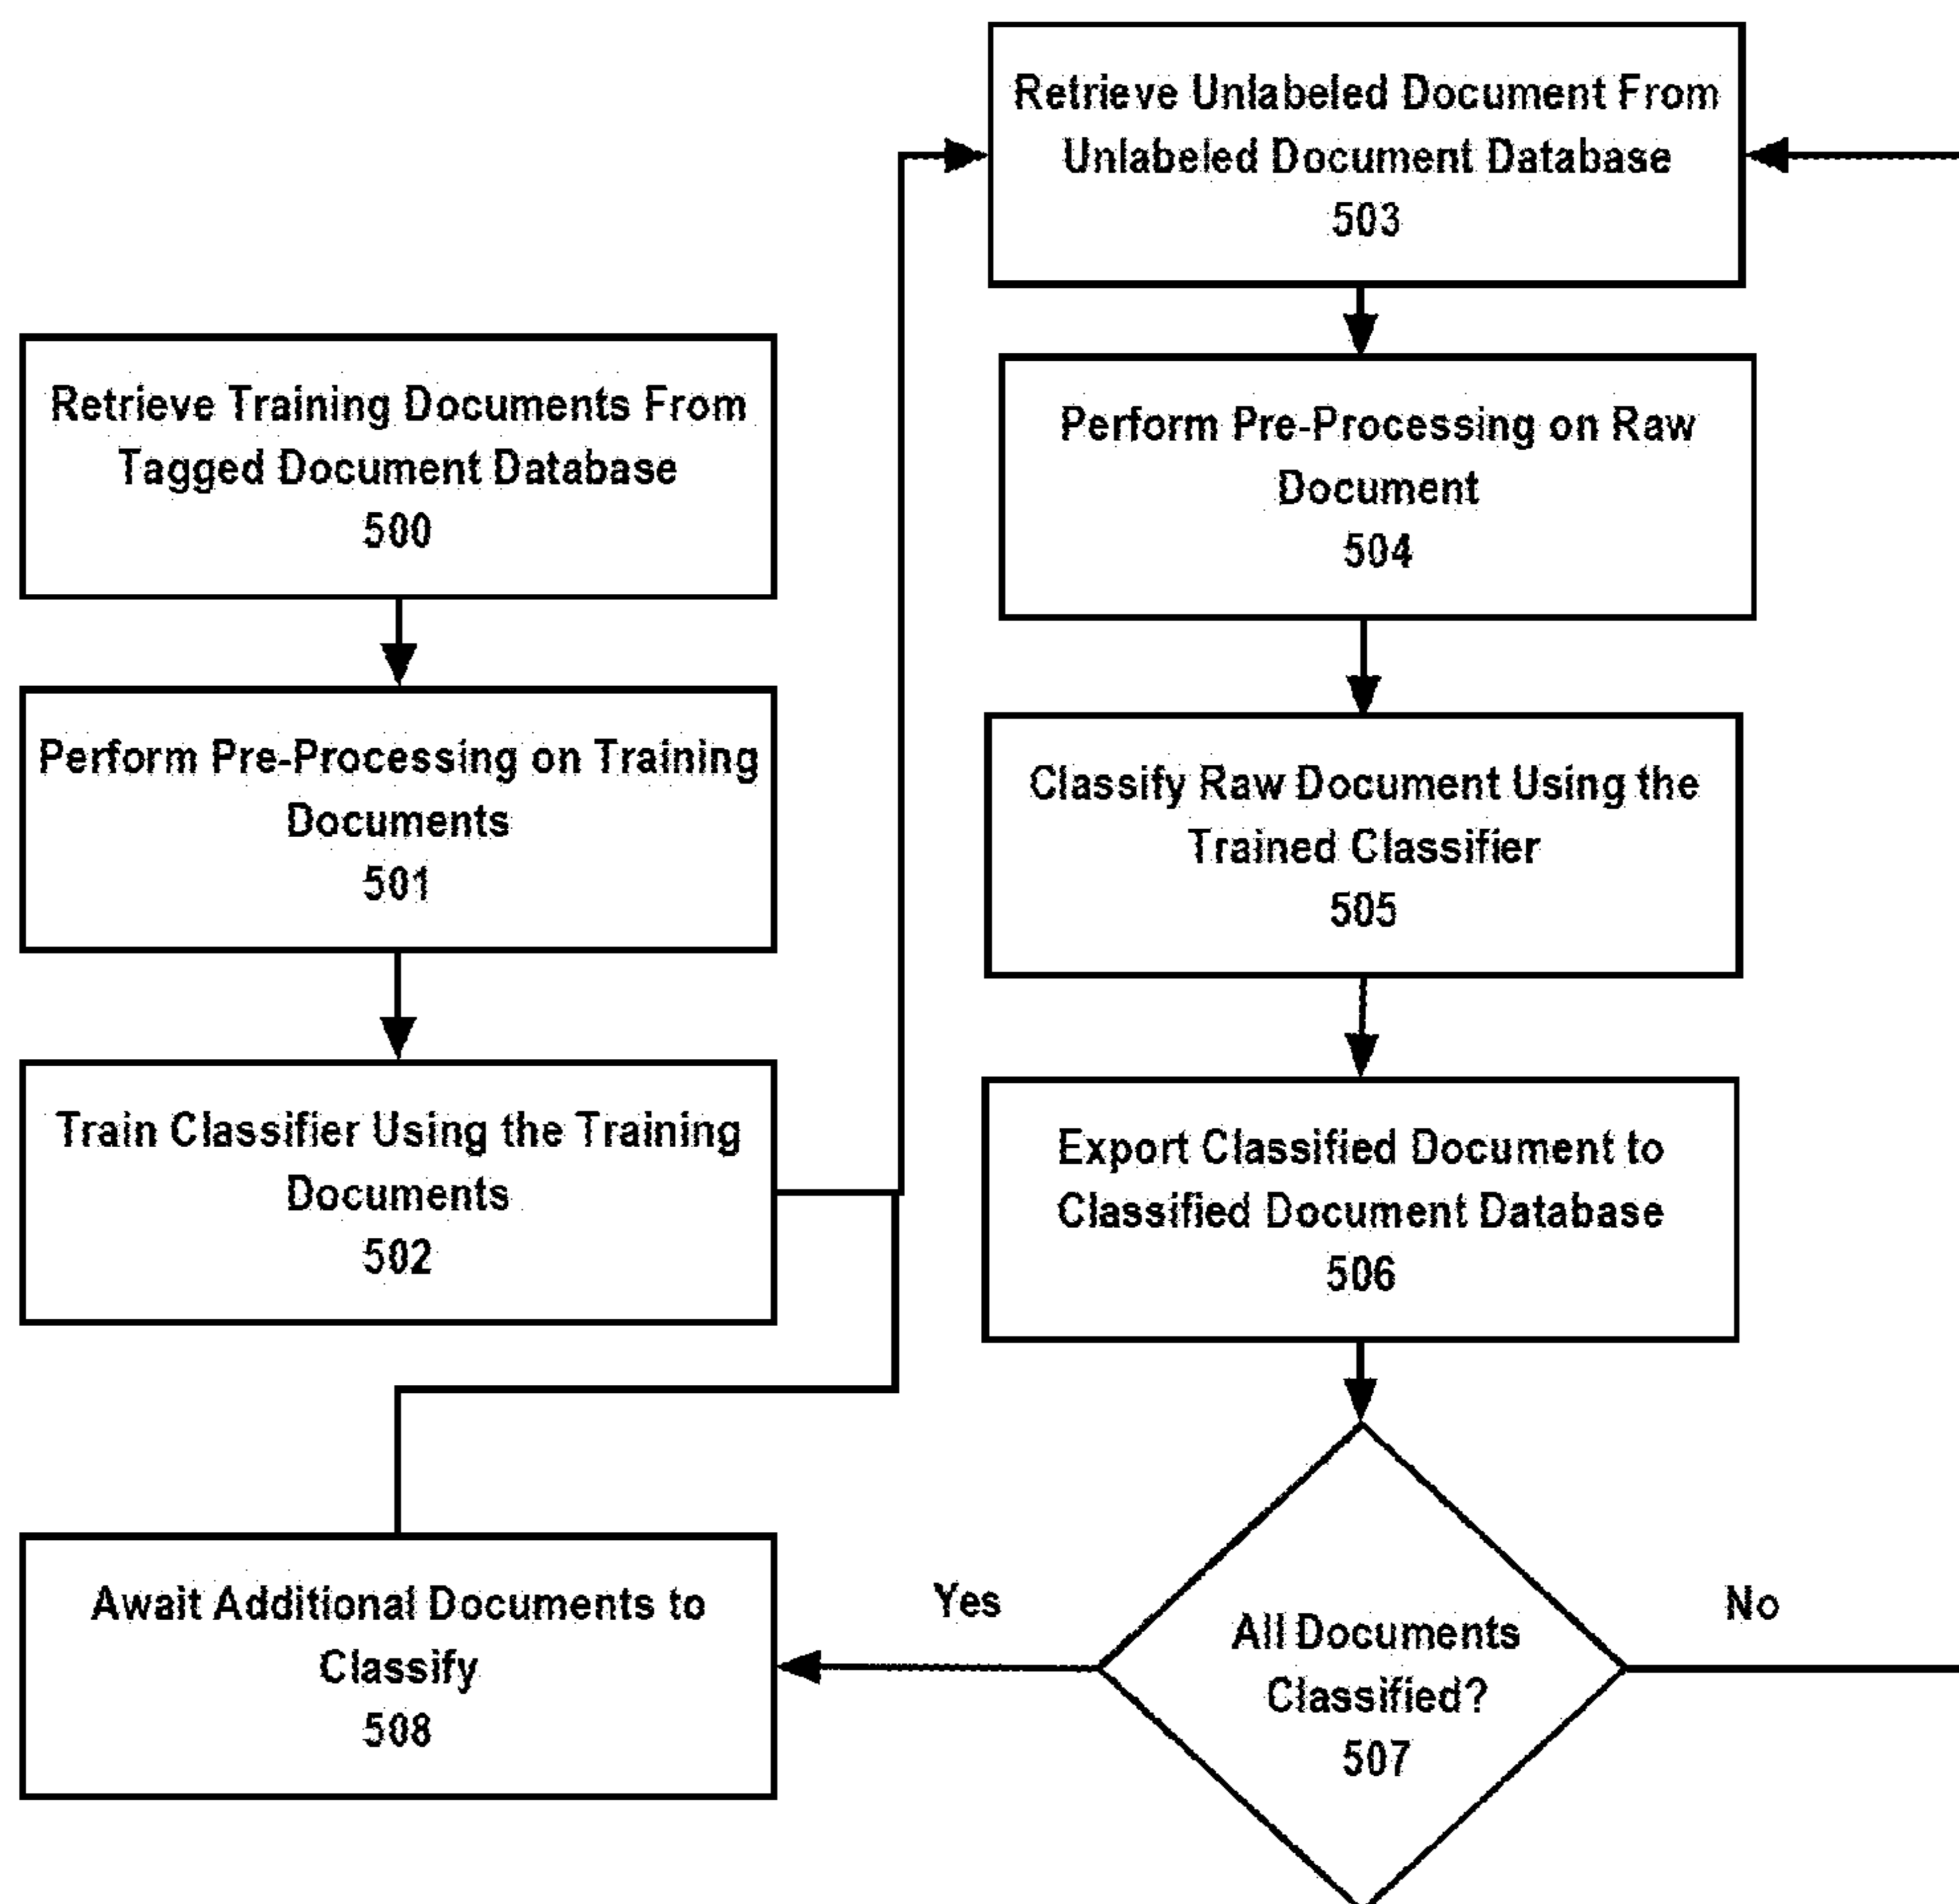 Retrieve Training Documents From
Tagged Document Database
500
Perform Pre-Processing on Training
Documents
501
Train Classifier Using the Training
Documents
502
Retrieve Unlabeled Document From
Unlabeled Document Database
503
Perform Pre-Processing on Raw
Document
504
Classify Raw Document Using the
Trained Classifier
505
Export Classified Document to
Classified Document Database
506
All Documents
Classified?
507
Yes
No
Await Additional Documents to
Classify
508